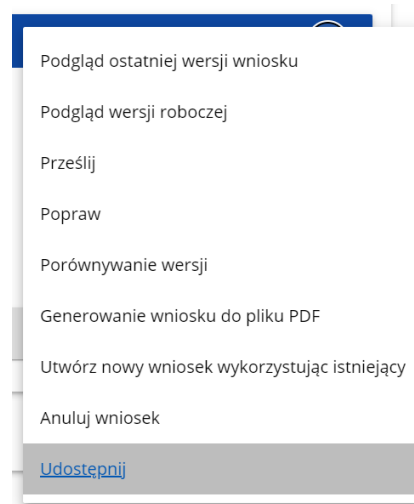 Podgląd ostatniej wersji wniosku
Podgląd wersji roboczej
Prześlij
Popraw
Porównywanie wersji
Generowanie wniosku do pliku PDF
Utwórz nowy wniosek wykorzystując istniejący
Anuluj wniosek
Udostępnij